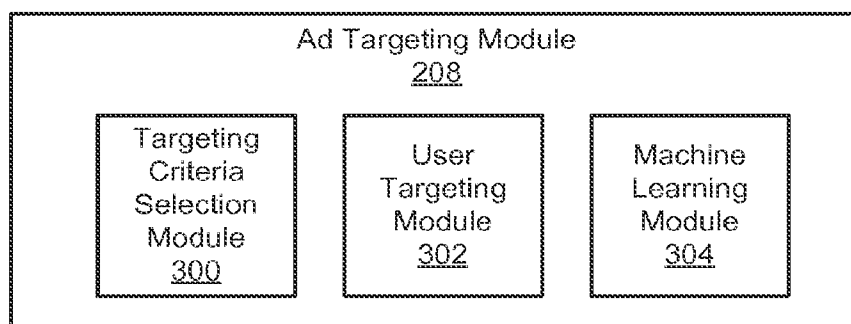 Ad Targeting Module
208
Targeting
Criteria
Selection
Module
300
User
Targeting
Module
302
Machine
Learning
Module
304